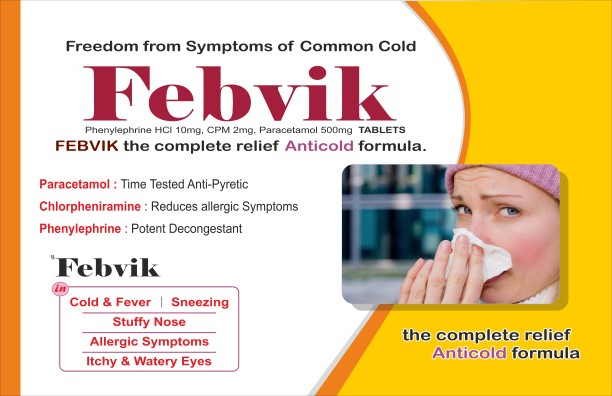 Freedom from Symptoms of Common Cold
Febvik
Phenylephrine HCl 10mg, CPM 2mg, Paracetamol 500mg TABLETS
FEBVIK the complete relief Anticold formula.
Paracetamol : Time Tested Anti-Pyretic
Chlorpheniramine : Reduces allergic Symptoms
Phenylephrine : Potent Decongestant
Febvik
in
Cold & Fever | Sneezing
Stuffy Nose
Allergic Symptoms
Itchy & Watery Eyes
the complete relief
Anticold formula